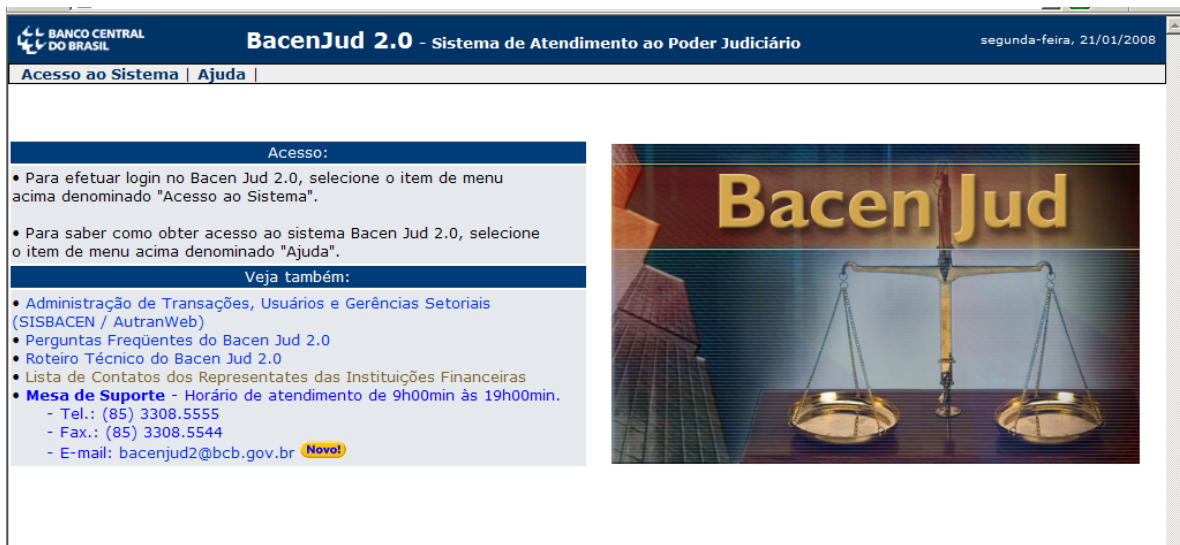 BANCO CENTRAL
DO BRASIL
BacenJud 2.0 - Sistema de Atendimento ao Poder Judiciário
segunda-feira, 21/01/2008
Acesso ao Sistema | Ajuda |
Acesso:
• Para efetuar login no Bacen Jud 2.0, selecione o item de menu
acima denominado "Acesso ao Sistema".
• Para saber como obter acesso ao sistema Bacen Jud 2.0, selecione
o item de menu acima denominado "Ajuda".
Veja também:
• Administração de Transações, Usuários e Gerências Setoriais
(SISBACEN / AutranWeb)
• Perguntas Freqüentes do Bacen Jud 2.0
• Roteiro Técnico do Bacen Jud 2.0
• Lista de Contatos dos Representates das Instituições Financeiras
• Mesa de Suporte - Horário de atendimento de 9h00min às 19h00min.
- Tel.: (85) 3308.5555
- Fax.: (85) 3308.5544
- E-mail: bacenjud2@bcb.gov.br Novo!
Bacen Jud